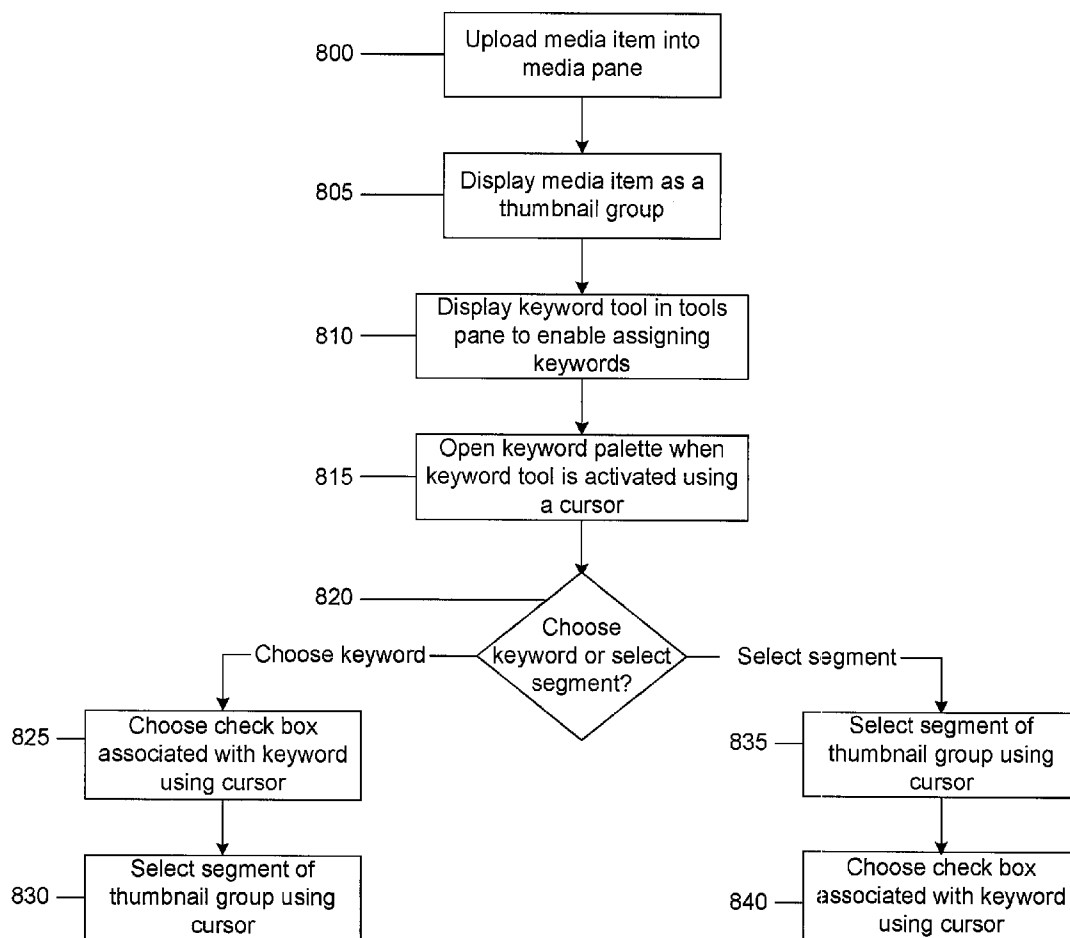 800
Upload media item into
media pane
805
Display media item as a
thumbnail group
810
Display keyword tool in tools
pane to enable assigning
keywords
815
Open keyword palette when
keyword tool is activated using
a cursor
820
Choose
keyword or select
segment?
Choose keyword
Select segment
825
Choose check box
associated with keyword
using cursor
835
Select segment of
thumbnail group using
cursor
830
Select segment of
thumbnail group using
cursor
840
Choose check box
associated with keyword
using cursor